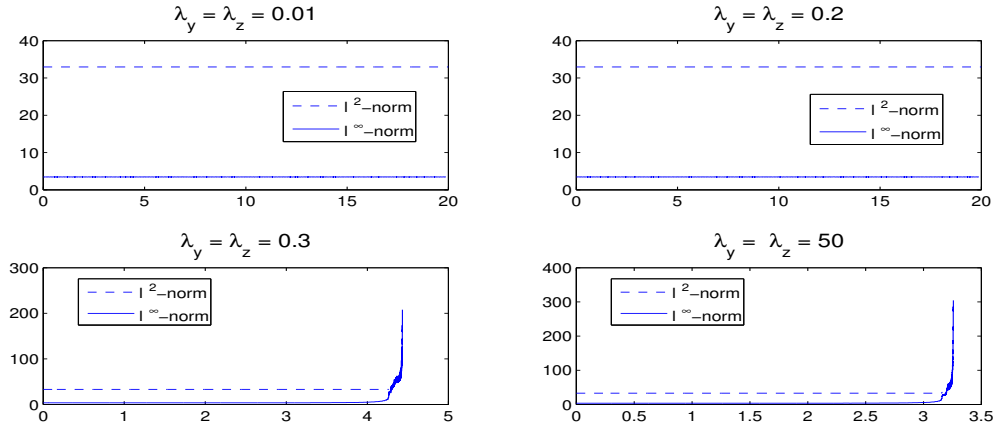 λy = λz = 0.01
40
30
20
10
0
l 2−norm
l ∞−norm
0 5 10 15 20
λy = λz = 0.2
40
30
20
10
0
l 2−norm
l ∞−norm
0 5 10 15 20
λy = λz = 0.3
300
200
100
0
l 2−norm
l ∞−norm
0 1 2 3 4 5
λy = λz = 50
400
300
200
100
0
l 2−norm
l ∞−norm
0 0.5 1 1.5 2 2.5 3 3.5